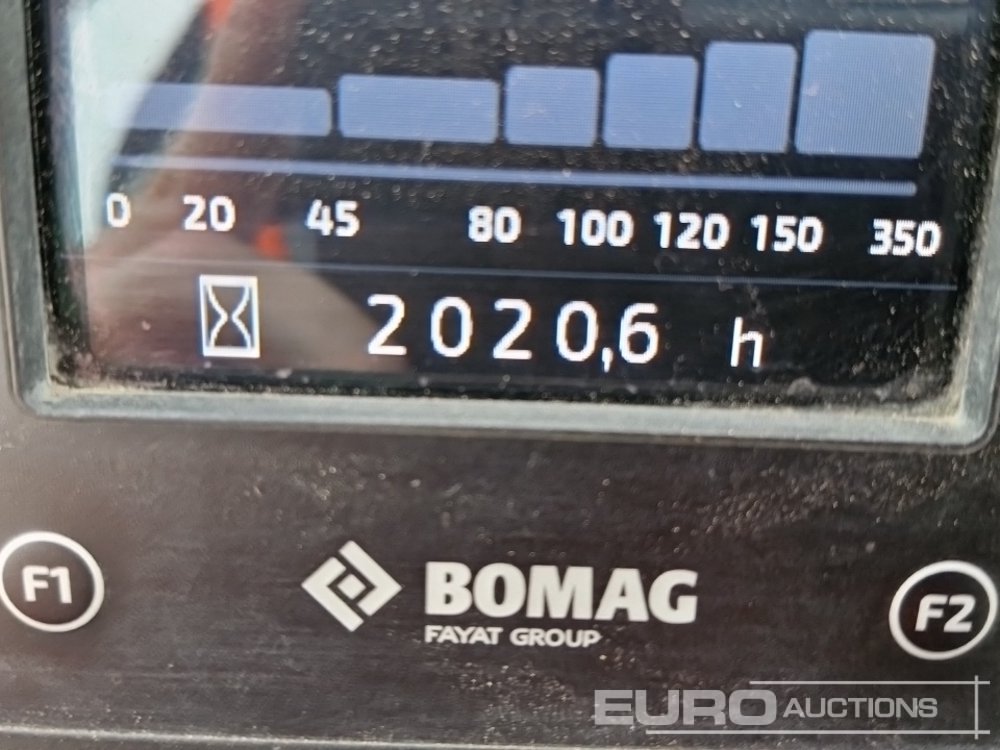 0 20 45 80 100 120 150 350
2020,6 h
F1
BOMAG
FAYAT GROUP
F2
EURO AUCTIONS